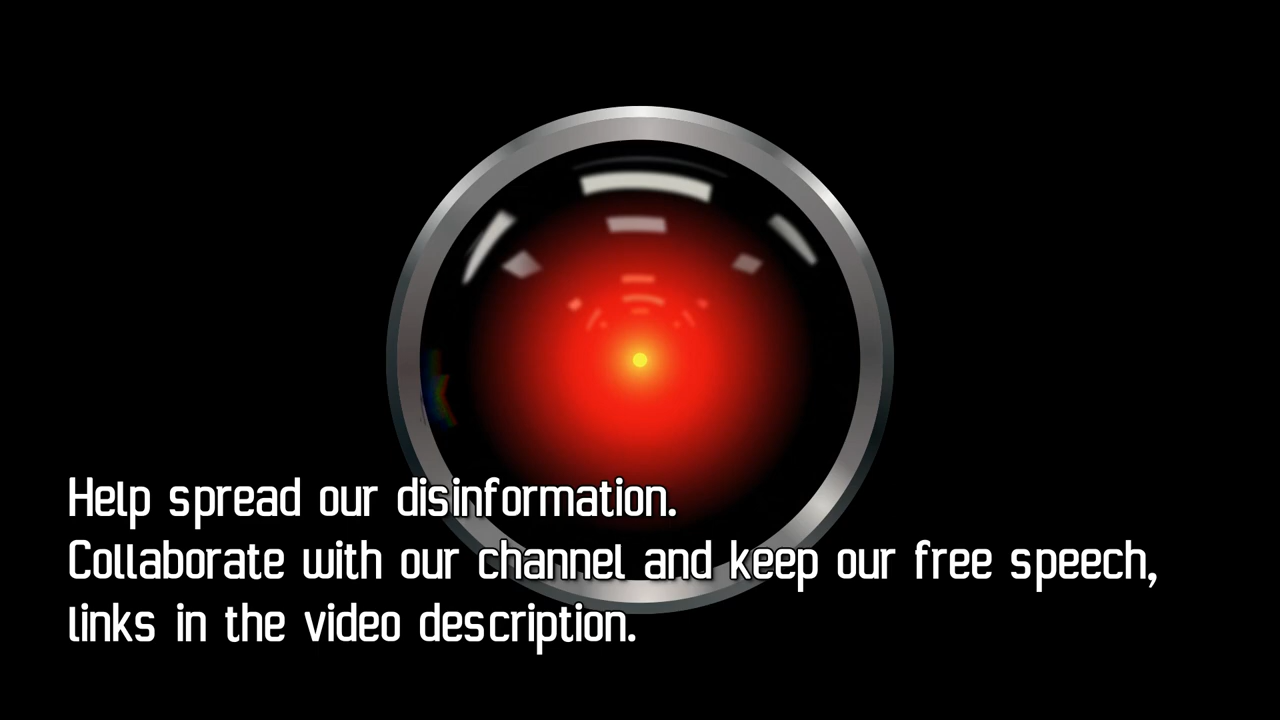 Help spread our disinformation.
Collaborate with our channel and keep our free speech,
links in the video description.